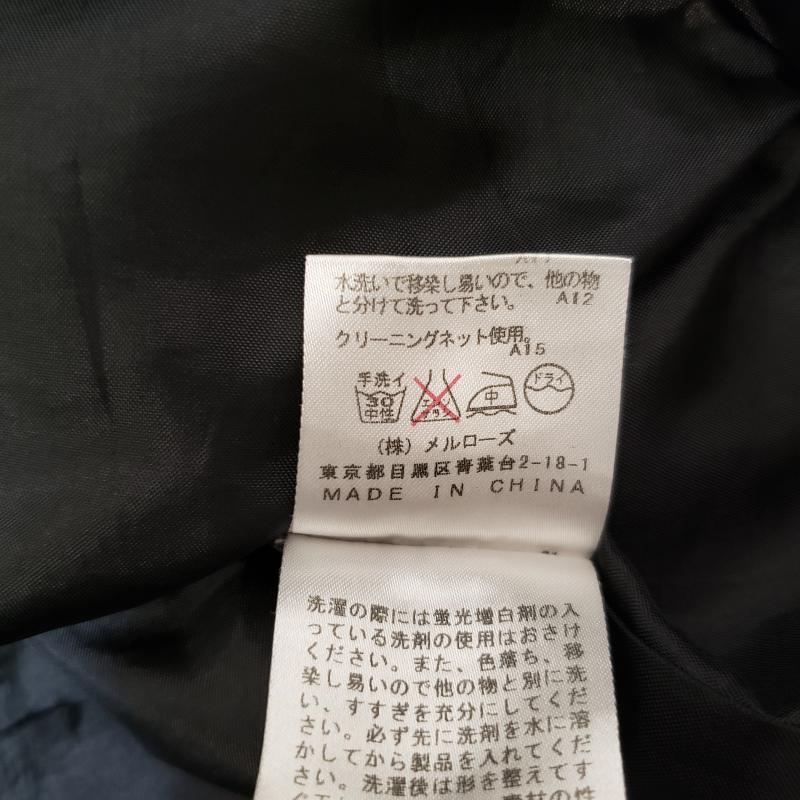 水洗いで移染し易いので、他の物
と分けて洗って下さい。 A12
クリーニングネット使用。
A15
手洗イ
30
中性
エンソ
サラシ
中
ドライ
(株) メルローズ
東京都目黒区青葉台2-18-1
MADE IN CHINA
洗濯の際には蛍光増白剤の入
っている洗剤の使用はおさけ
ください。また、色落ち、移
染し易いので他の物と別に洗
い、すすぎを充分にしてくだ
さい。必ず先に洗剤を水に溶
かしてから製品を入れてくだ
さい。洗濯後は形を整えてす